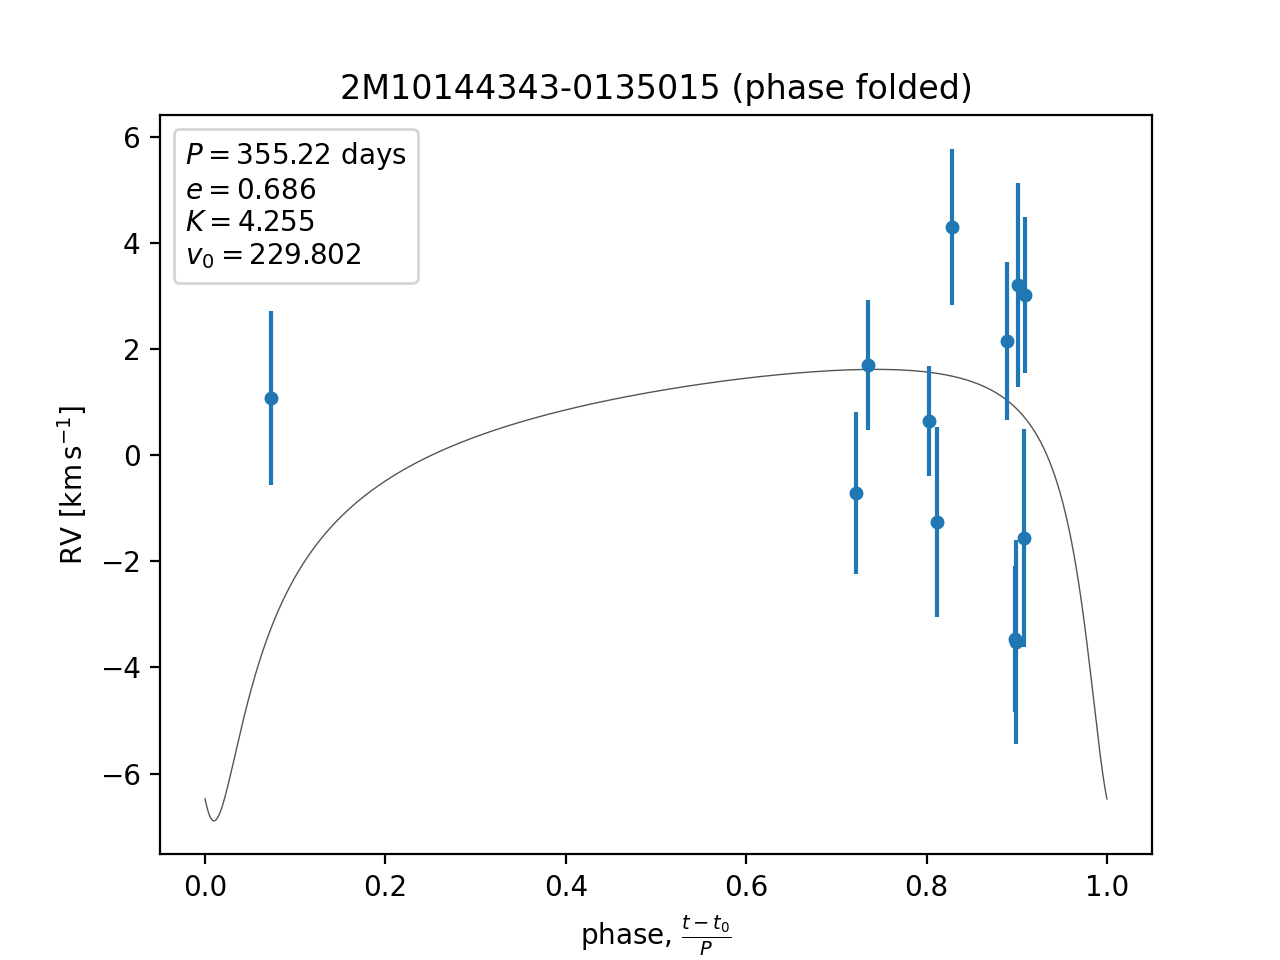 2M10144343-0135015 (phase folded)
P = 355.22 days
e = 0.686
K = 4.255
v₀ = 229.802
6
4
2
0
−2
−4
−6
RV [km s⁻¹]
0.0 0.2 0.4 0.6 0.8 1.0
phase, (t − t₀)/P